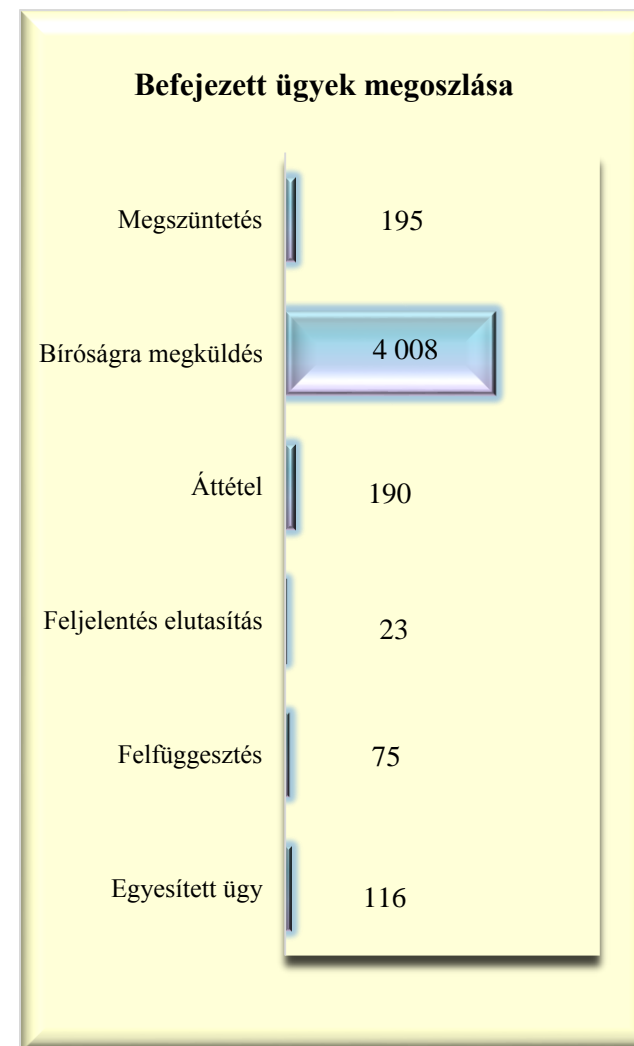 Befejezett ügyek megoszlása
Megszüntetés 195
Bíróságra megküldés 4 008
Áttétel 190
Feljelentés elutasítás 23
Felfüggesztés 75
Egyesített ügy 116